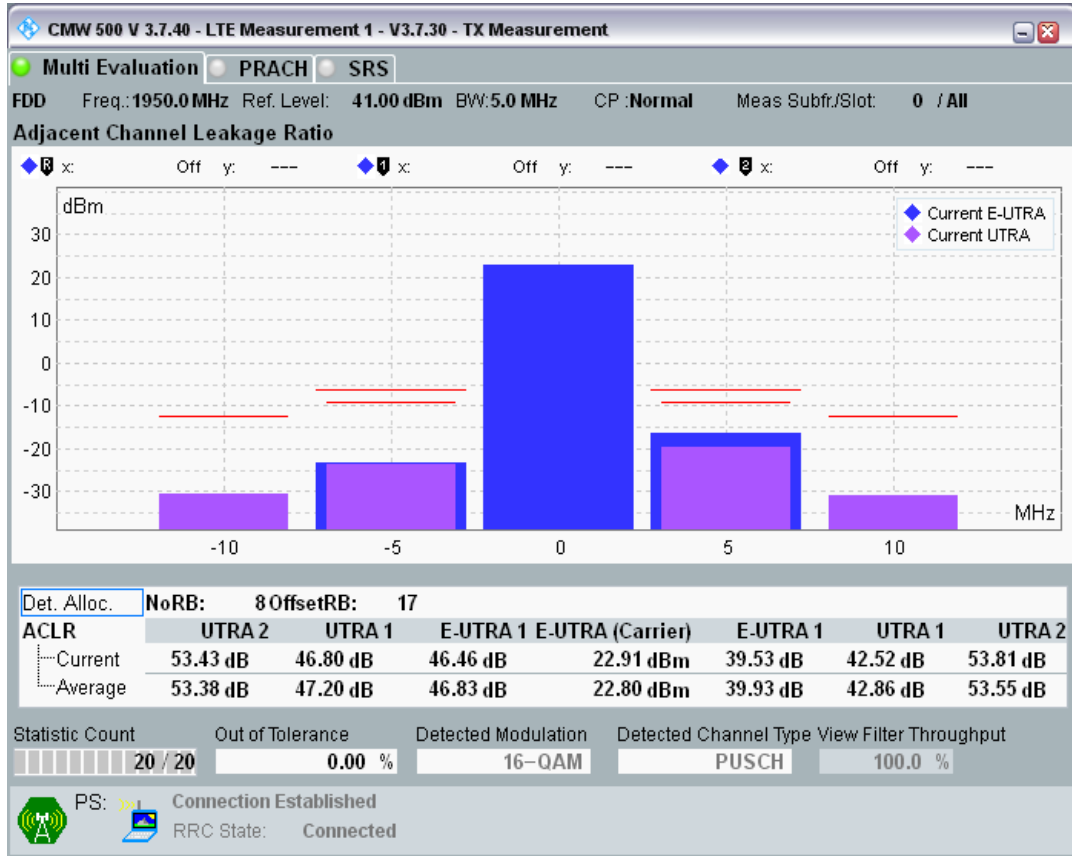 CMW 500 V 3.7.40 - LTE Measurement 1 - V3.7.30 - TX Measurement
Multi Evaluation PRACH SRS
FDD Freq.: 1950.0 MHz Ref. Level: 41.00 dBm BW: 5.0 MHz CP : Normal Meas Subfr./Slot: 0 / All
Adjacent Channel Leakage Ratio
R x: Off y: --- 1 x: Off y: --- 2 x: Off y: ---
dBm
Current E-UTRA
Current UTRA
30
20
10
0
-10
-20
-30
MHz
-10 -5 0 5 10
Det. Alloc. NoRB: 8 OffsetRB: 17
ACLR UTRA 2 UTRA 1 E-UTRA 1 E-UTRA (Carrier) E-UTRA 1 UTRA 1 UTRA 2
Current 53.43 dB 46.80 dB 46.46 dB 22.91 dBm 39.53 dB 42.52 dB 53.81 dB
Average 53.38 dB 47.20 dB 46.83 dB 22.80 dBm 39.93 dB 42.86 dB 53.55 dB
Statistic Count Out of Tolerance Detected Modulation Detected Channel Type View Filter Throughput
20 / 20 0.00 % 16-QAM PUSCH 100.0 %
PS: Connection Established
RRC State: Connected